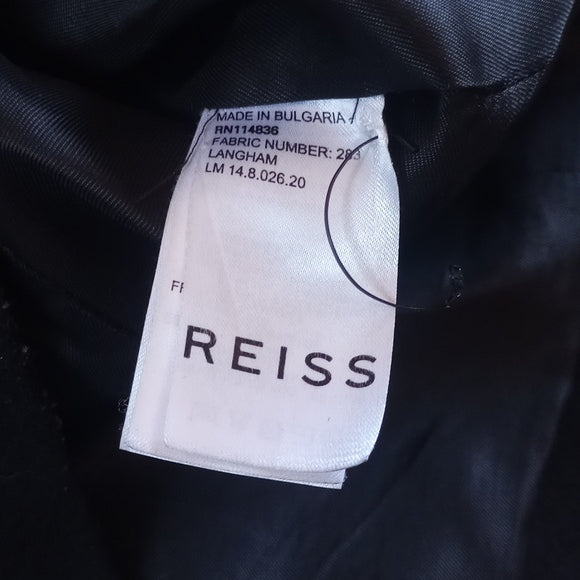 MADE IN BULGARIA
RN114836
FABRIC NUMBER: 283
LANGHAM
LM 14.8.026.20
REISS